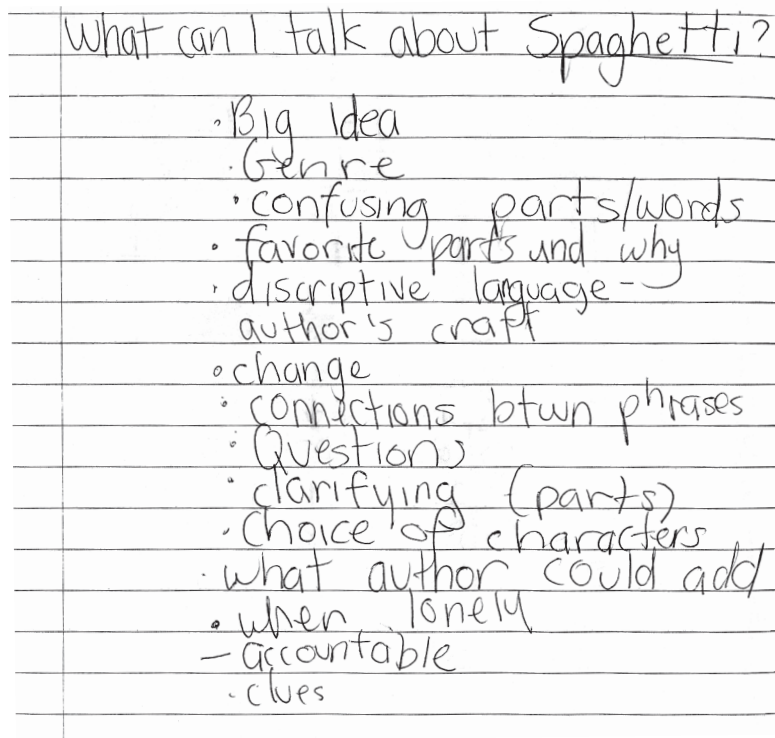 What can I talk about Spaghetti?
· Big Idea
· Genre
· confusing parts/words
· favorite parts and why
· discriptive language -
author's craft
· change
· connections btwn phrases
· Questions
· clarifying (parts)
· Choice of characters
· what author could add
· when lonely
- accountable
· clues